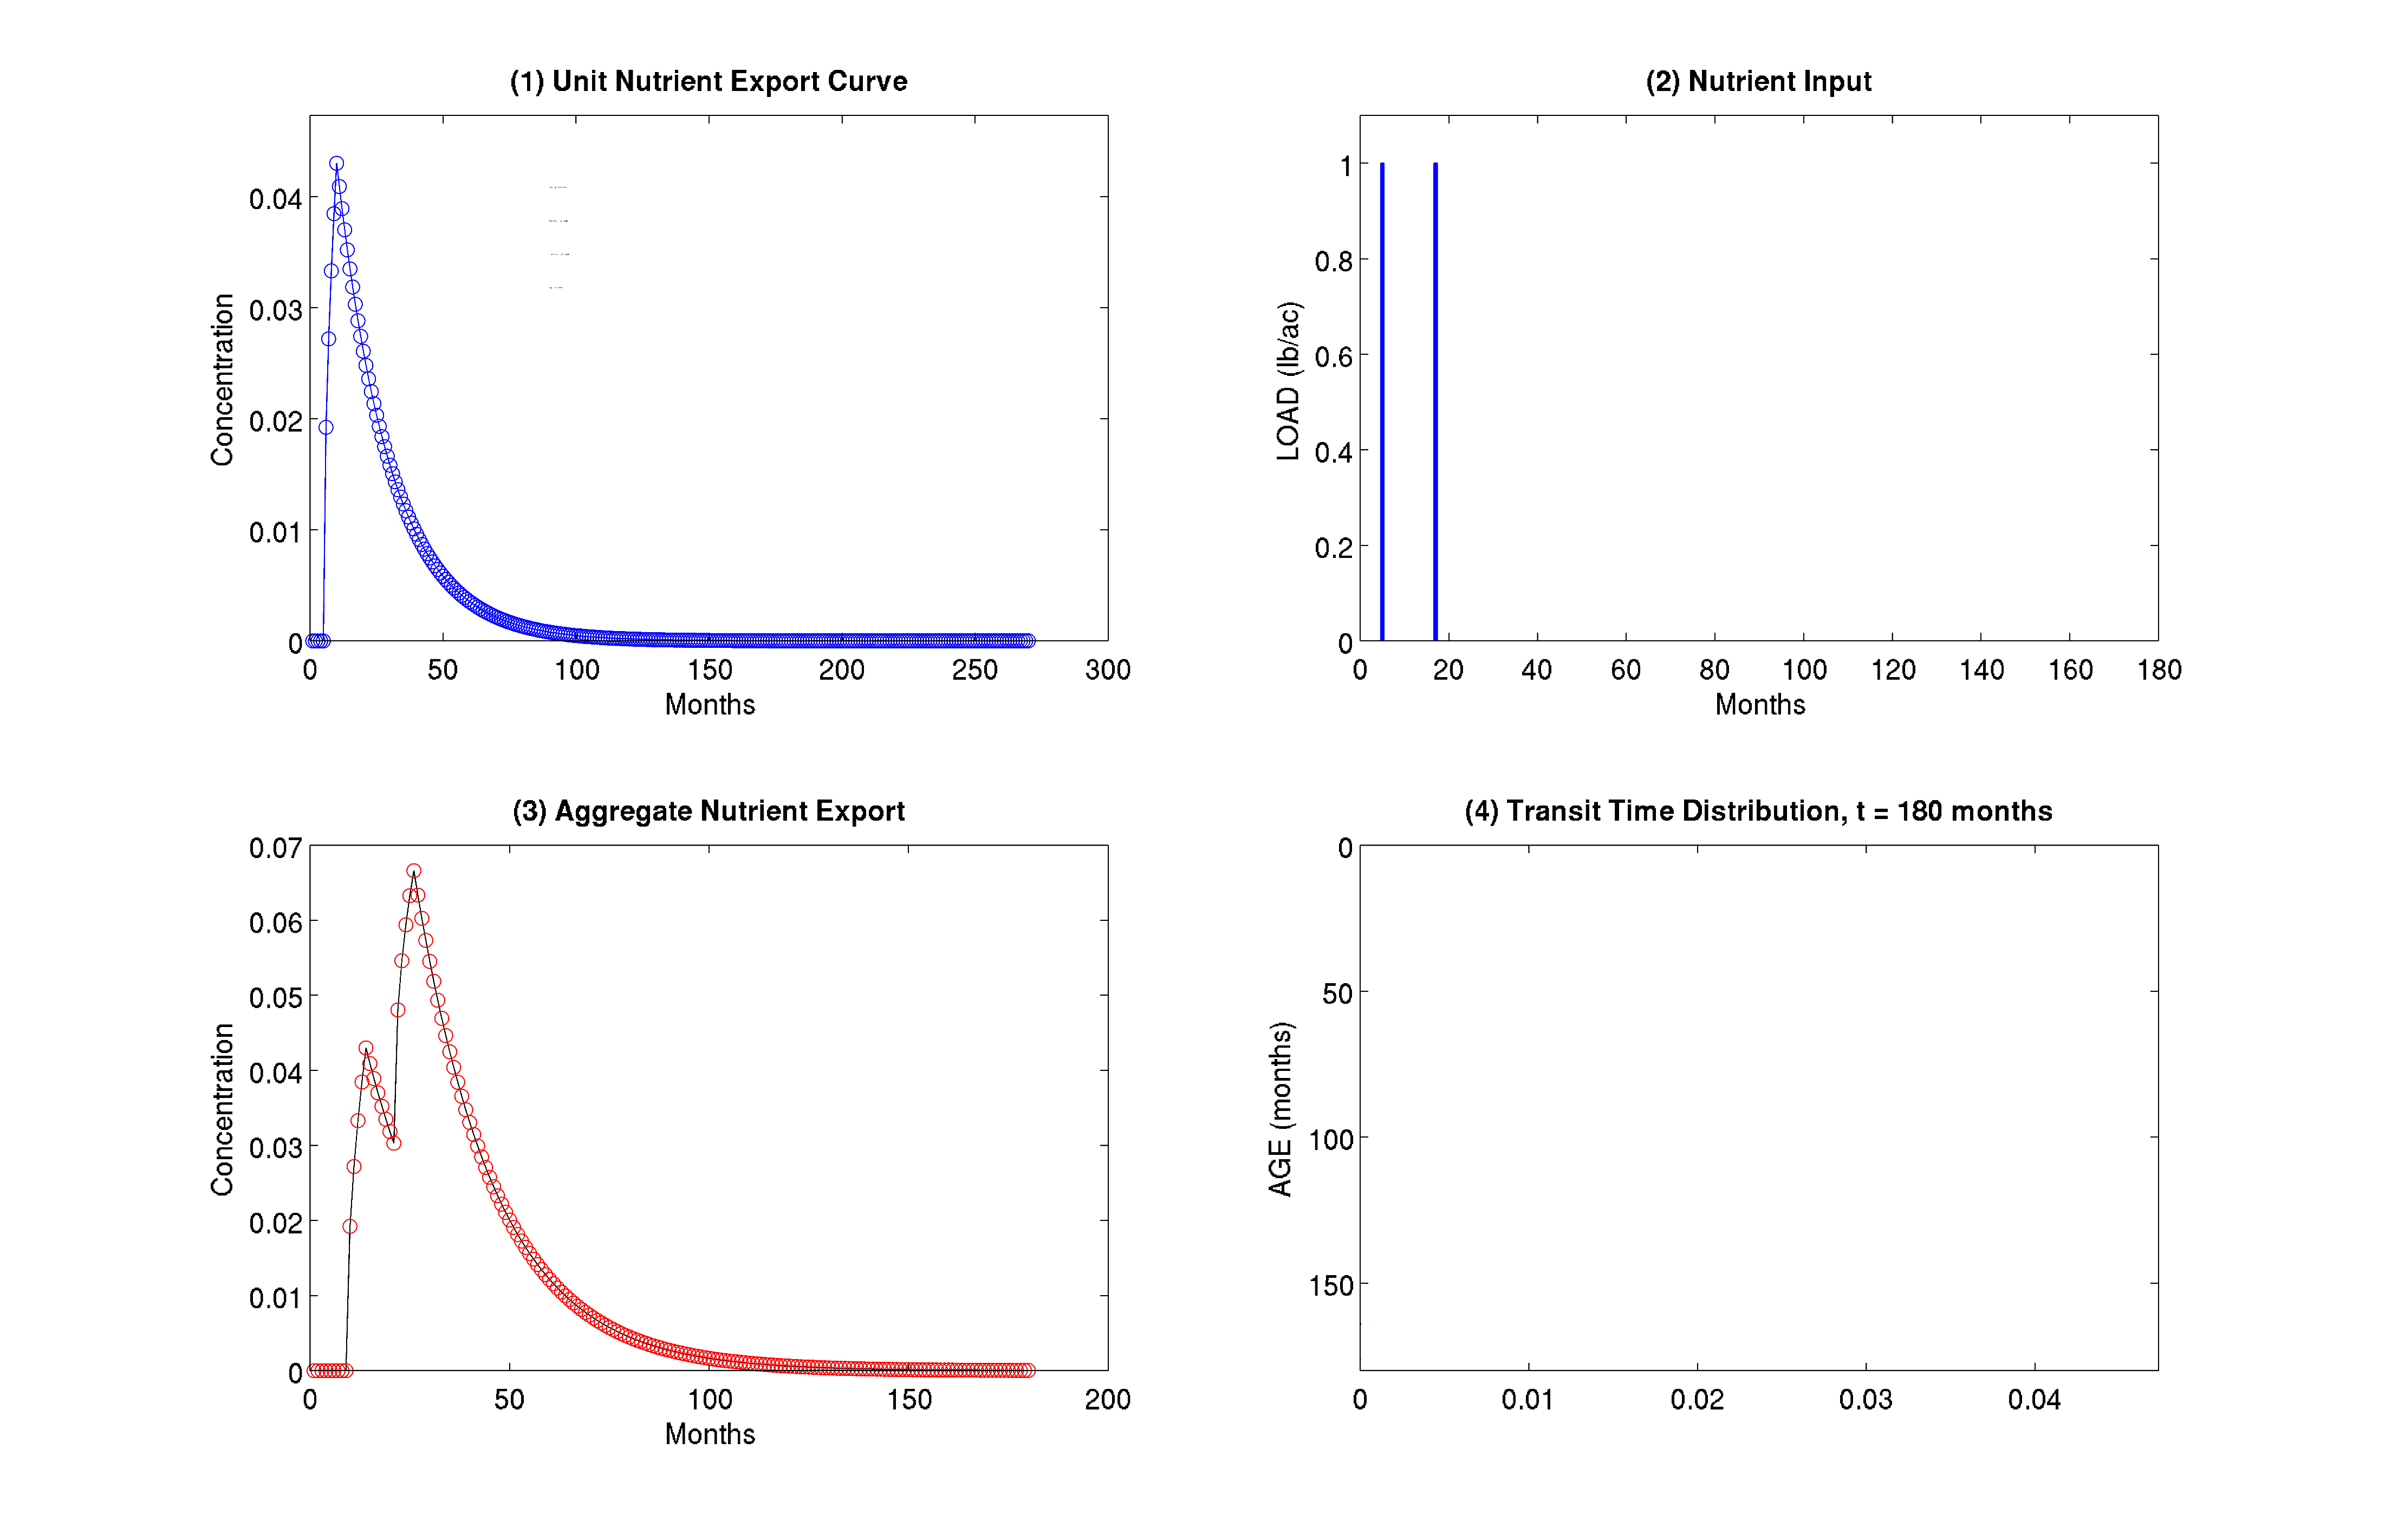 (1) Unit Nutrient Export Curve
Concentration
0.04
0.03
0.02
0.01
0
0 50 100 150 200 250 300
Months
(2) Nutrient Input
LOAD (lb/ac)
1
0.8
0.6
0.4
0.2
0
0 20 40 60 80 100 120 140 160 180
Months
(3) Aggregate Nutrient Export
Concentration
0.07
0.06
0.05
0.04
0.03
0.02
0.01
0
0 50 100 150 200
Months
(4) Transit Time Distribution, t = 180 months
AGE (months)
0
50
100
150
0 0.01 0.02 0.03 0.04